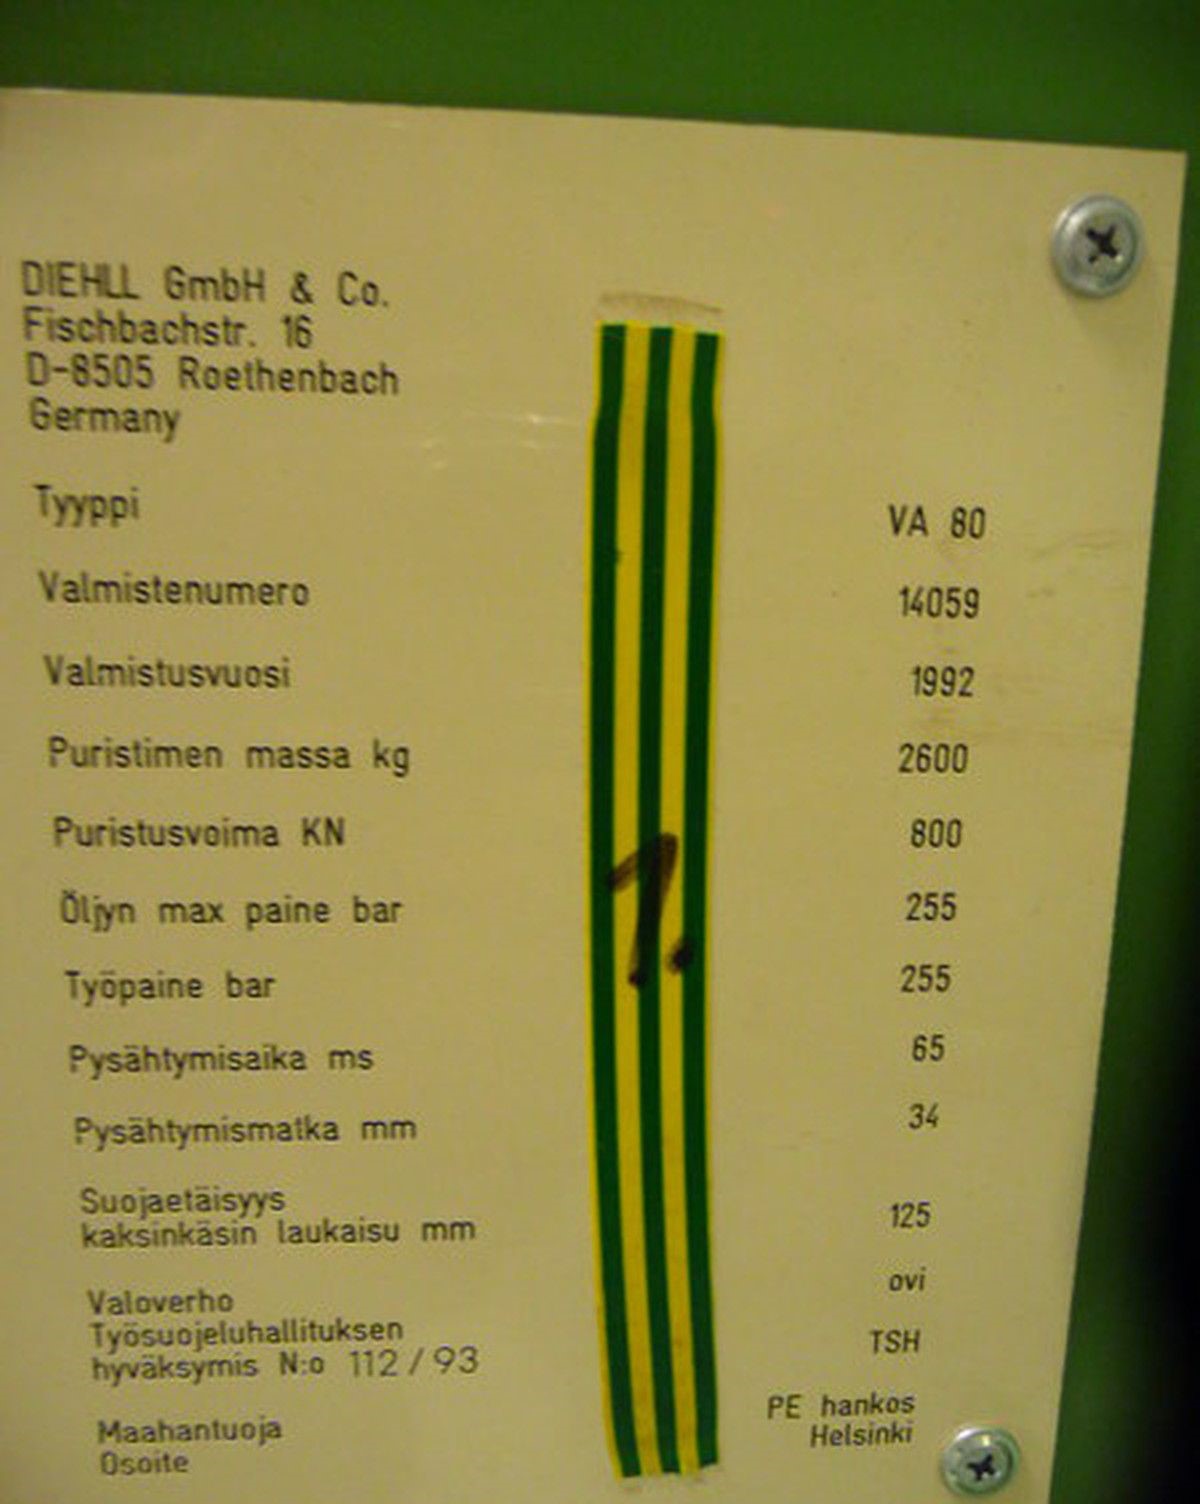 DIEHLL GmbH & Co.
Fischbachstr. 16
D-8505 Roethenbach
Germany
Tyyppi VA 80
Valmistenumero 14059
Valmistusvuosi 1992
Puristimen massa kg 2600
Puristusvoima KN 800
Öljyn max paine bar 255
Työpaine bar 255
Pysähtymisaika ms 65
Pysähtymismatka mm 34
Suojaetäisyys
kaksinkäsin laukaisu mm 125
Valoverho ovi
Työsuojeluhallituksen
hyväksymis N:o 112/93 TSH
Maahantuoja PE hankos
Osoite Helsinki
1.